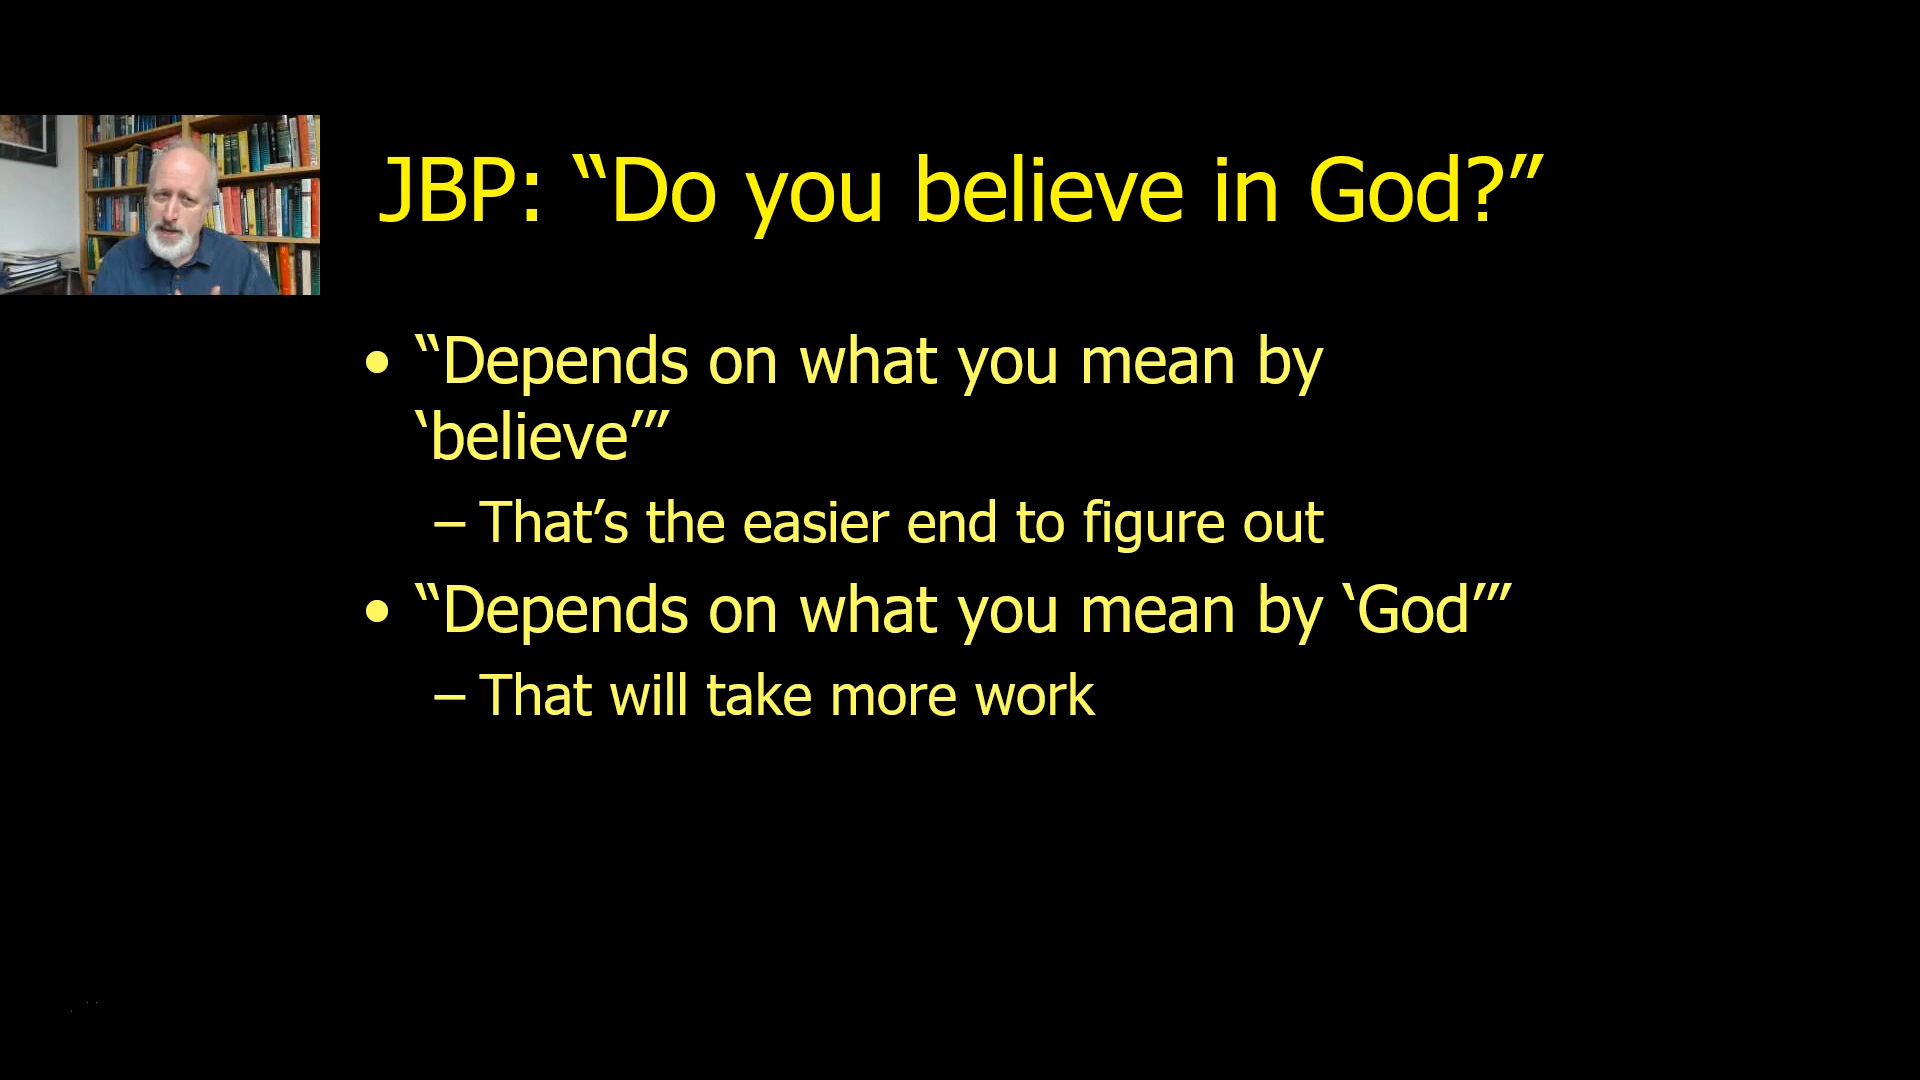 JBP: “Do you believe in God?”
• “Depends on what you mean by
‘believe’”
– That’s the easier end to figure out
• “Depends on what you mean by ‘God’”
– That will take more work